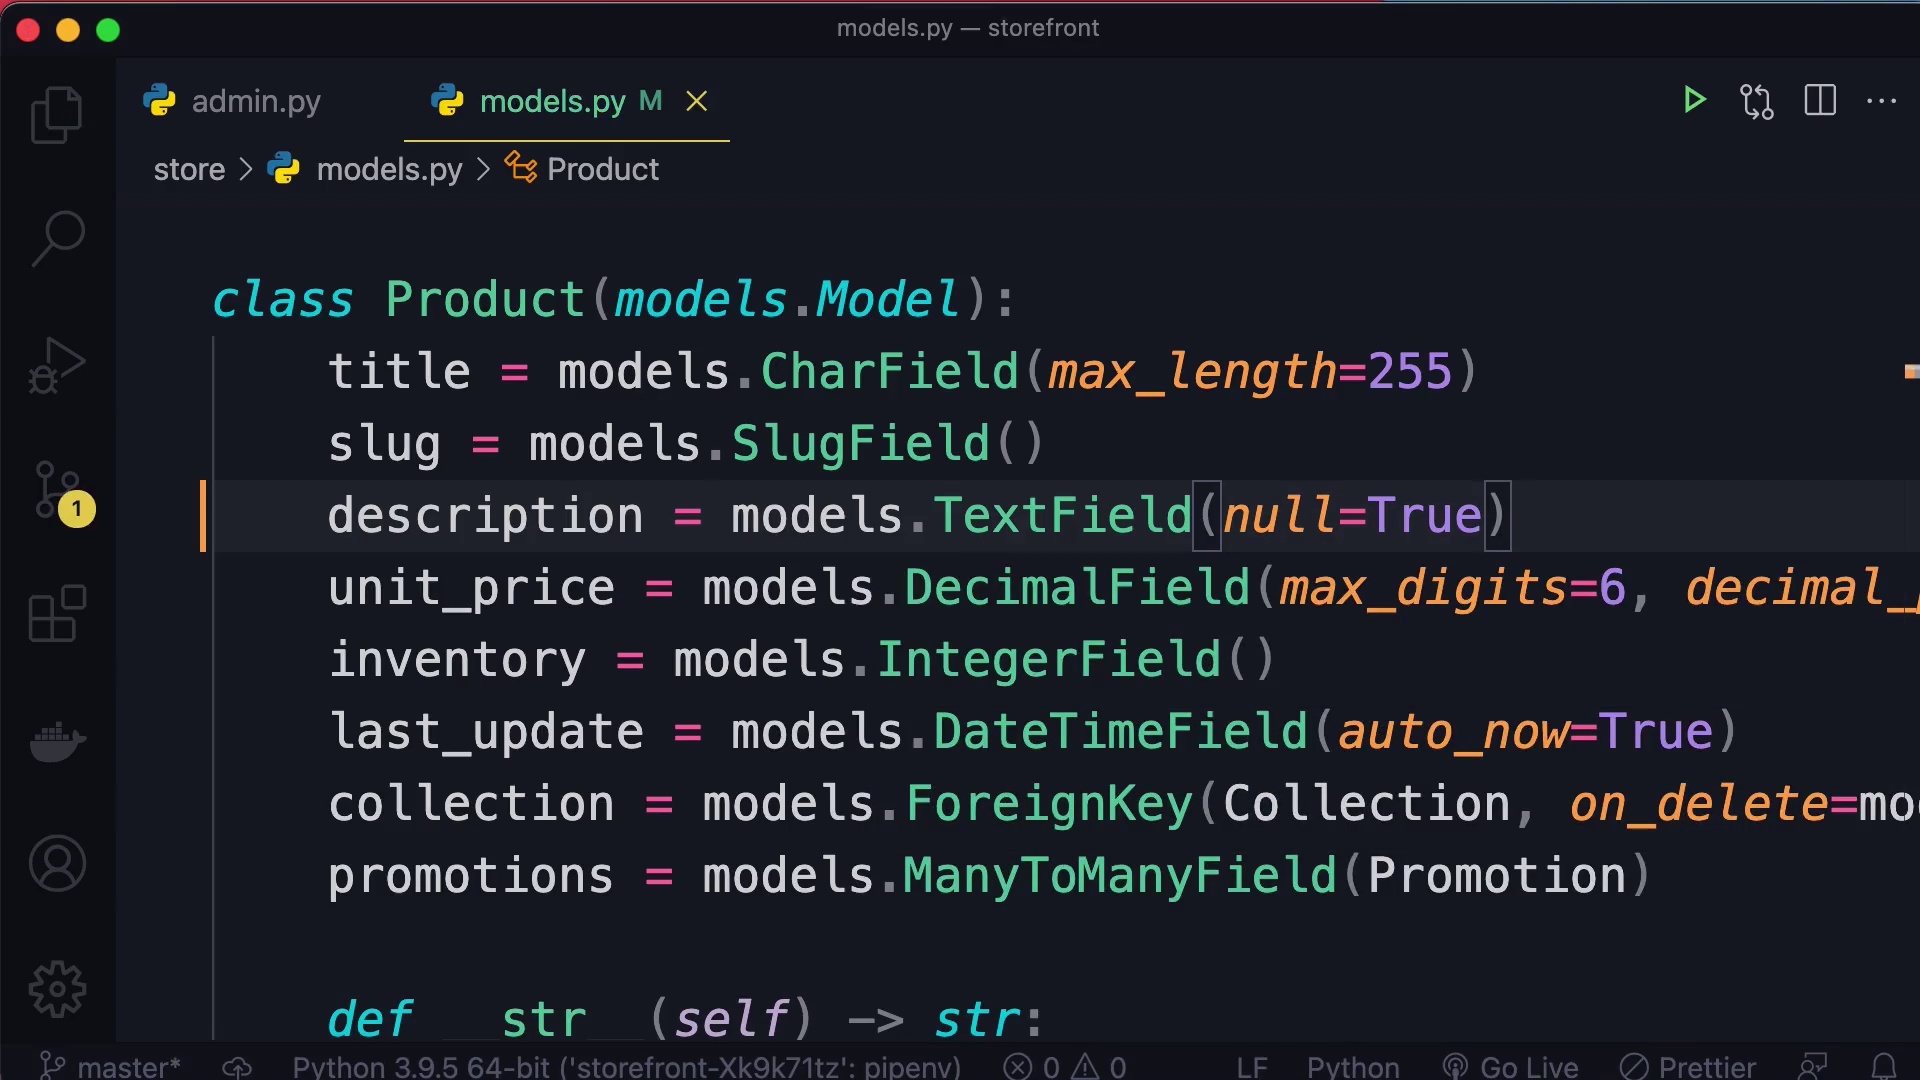 models.py — storefront
admin.py
models.py M
store > models.py > Product
class Product(models.Model):
title = models.CharField(max_length=255)
slug = models.SlugField()
description = models.TextField(null=True)
unit_price = models.DecimalField(max_digits=6, decimal_
inventory = models.IntegerField()
last_update = models.DateTimeField(auto_now=True)
collection = models.ForeignKey(Collection, on_delete=mo
promotions = models.ManyToManyField(Promotion)
def __str__(self) -> str:
1
master* Python 3.9.5 64-bit ('storefront-Xk9k71tz': pipenv) 0 0 LF Python Go Live Prettier